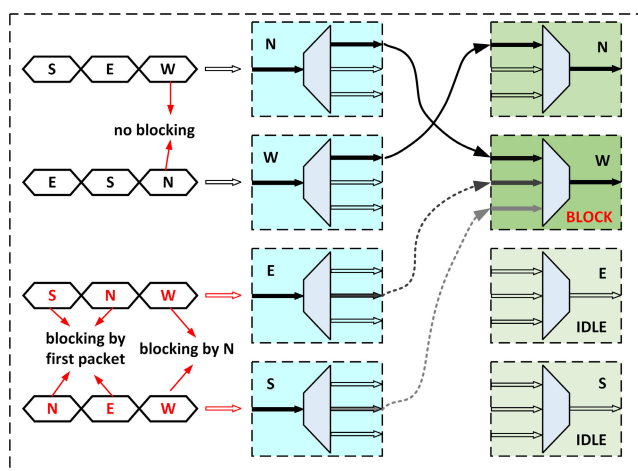 S E W
N
N
no blocking
E S N
W
W
BLOCK
S N W
E
E
IDLE
blocking by
first packet
blocking by N
N E W
S
S
IDLE